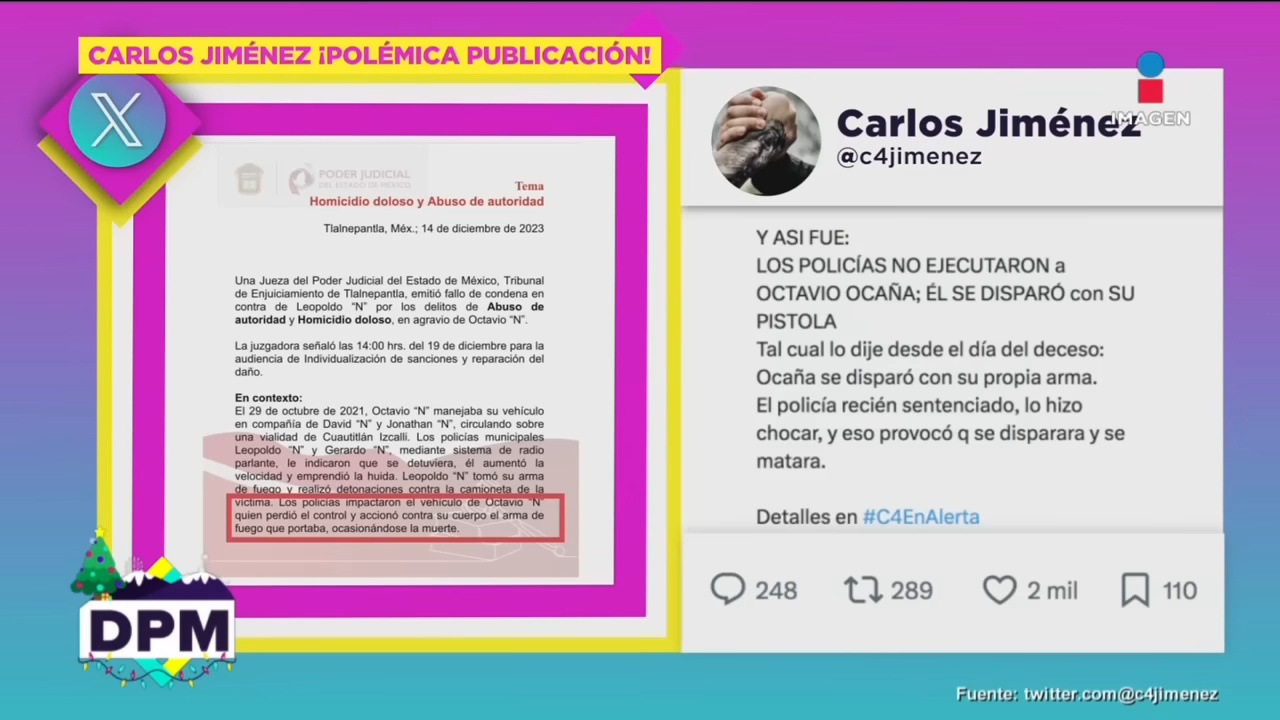 CARLOS JIMÉNEZ ¡POLÉMICA PUBLICACIÓN!
PODER JUDICIAL
DEL ESTADO DE MÉXICO
Tema
Homicidio doloso y Abuso de autoridad
Tlalnepantla, Méx.; 14 de diciembre de 2023
Una Jueza del Poder Judicial del Estado de México, Tribunal
de Enjuiciamiento de Tlalnepantla, emitió fallo de condena en
contra de Leopoldo “N” por los delitos de Abuso de
autoridad y Homicidio doloso, en agravio de Octavio “N”.
La juzgadora señaló las 14:00 hrs. del 19 de diciembre para la
audiencia de Individualización de sanciones y reparación del
daño.
En contexto:
El 29 de octubre de 2021, Octavio “N” manejaba su vehículo
en compañía de David “N” y Jonathan “N”, circulando sobre
una vialidad de Cuautitlán Izcalli. Los policías municipales
Leopoldo “N” y Gerardo “N”, mediante sistema de radio
parlante, le indicaron que se detuviera, él aumentó la
velocidad y emprendió la huida. Leopoldo “N” tomó su arma
de fuego y realizó detonaciones contra la camioneta de la
víctima. Los policías impactaron el vehículo de Octavio “N”
quien perdió el control y accionó contra su cuerpo el arma de
fuego que portaba, ocasionándose la muerte.
DPM
IMAGEN
Carlos Jiménez
@c4jimenez
Y ASI FUE:
LOS POLICÍAS NO EJECUTARON a
OCTAVIO OCAÑA; ÉL SE DISPARÓ con SU
PISTOLA
Tal cual lo dije desde el día del deceso:
Ocaña se disparó con su propia arma.
El policía recién sentenciado, lo hizo
chocar, y eso provocó q se disparara y se
matara.
Detalles en #C4EnAlerta
248 289 2 mil 110
Fuente: twitter.com@c4jimenez